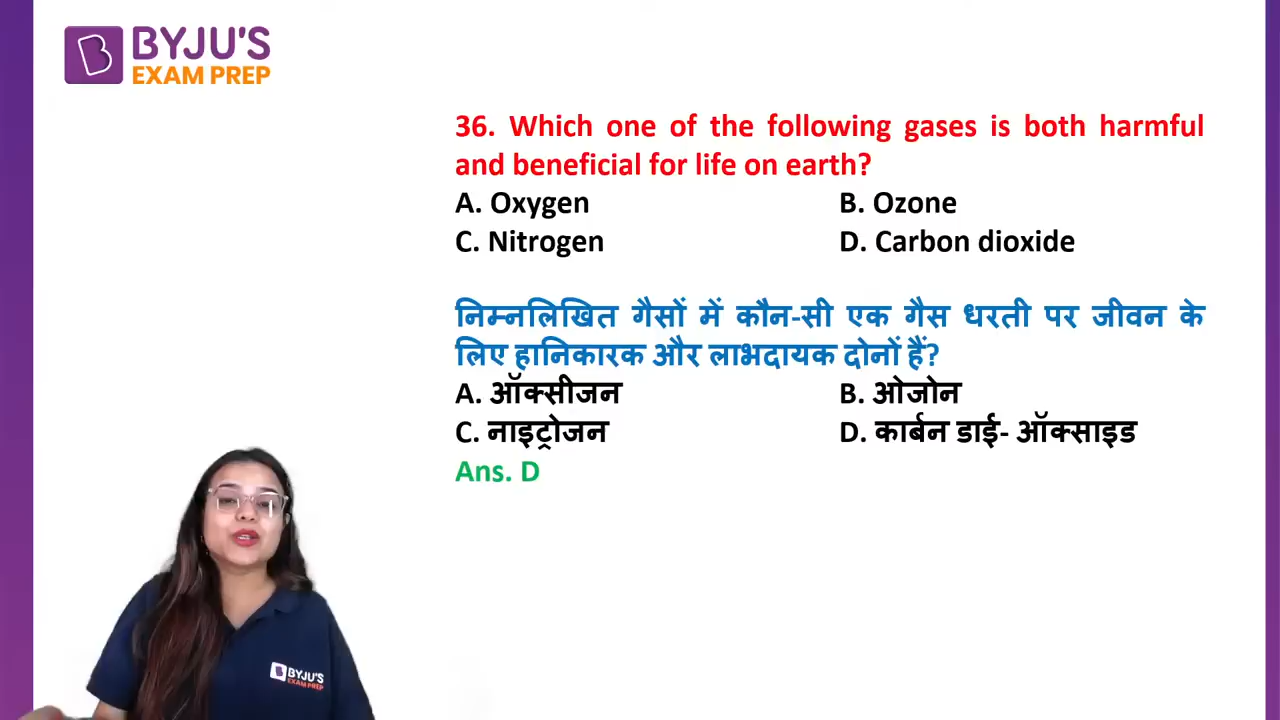 BYJU'S
EXAM PREP
36. Which one of the following gases is both harmful
and beneficial for life on earth?
A. Oxygen B. Ozone
C. Nitrogen D. Carbon dioxide
निम्नलिखित गैसों में कौन-सी एक गैस धरती पर जीवन के
लिए हानिकारक और लाभदायक दोनों हैं?
A. ऑक्सीजन B. ओजोन
C. नाइट्रोजन D. कार्बन डाई- ऑक्साइड
Ans. D
BYJU'S
EXAM PREP